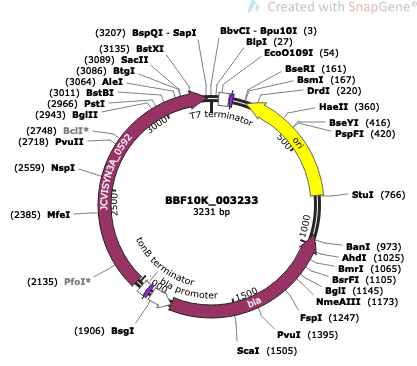 Created with SnapGene®
(3207) BspQI - SapI
(3135) BstXI
(3089) SacII
(3086) BtgI
(3064) AleI
(3011) BstBI
(2966) PstI
(2943) BglII
(2748) BclI*
(2718) PvuII
(2559) NspI
(2385) MfeI
(2135) PfoI*
(1906) BsgI
BbvCI - Bpu10I (3)
BlpI (27)
EcoO109I (54)
BseRI (161)
BsmI (167)
DrdI (220)
HaeII (360)
BseYI (416)
PspFI (420)
StuI (766)
BanI (973)
AhdI (1025)
BmrI (1065)
BsrFI (1105)
BglI (1145)
NmeAIII (1173)
FspI (1247)
PvuI (1395)
ScaI (1505)
T7 terminator
ori
500
1000
1500
bla
bla promoter
tonB terminator
2500
JCVISYN3A_0592
3000
BBF10K_003233
3231 bp